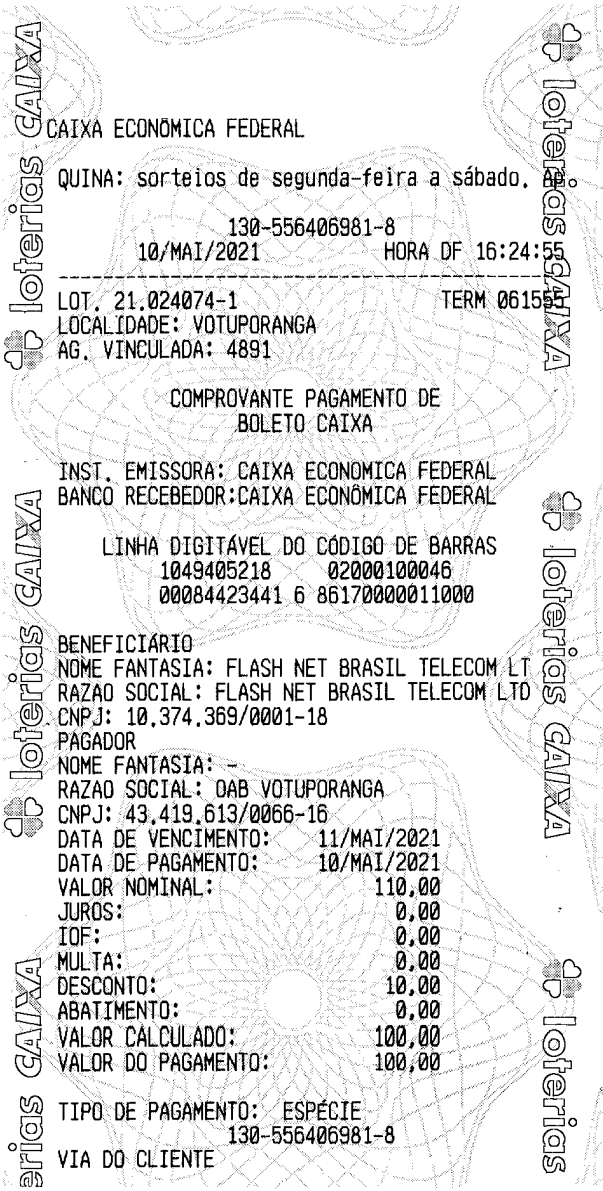 CAIXA ECONÔMICA FEDERAL
QUINA: sorteios de segunda-feira a sábado. AP.
130-556406981-8
10/MAI/2021 HORA DF 16:24:55
LOT. 21.024074-1 TERM 061555
LOCALIDADE: VOTUPORANGA
AG. VINCULADA: 4891
COMPROVANTE PAGAMENTO DE
BOLETO CAIXA
INST. EMISSORA: CAIXA ECONOMICA FEDERAL
BANCO RECEBEDOR:CAIXA ECONÔMICA FEDERAL
LINHA DIGITÁVEL DO CÓDIGO DE BARRAS
1049405218 02000100046
00084423441 6 86170000011000
BENEFICIÁRIO
NOME FANTASIA: FLASH NET BRASIL TELECOM LT
RAZAO SOCIAL: FLASH NET BRASIL TELECOM LTD
CNPJ: 10.374.369/0001-18
PAGADOR
NOME FANTASIA: -
RAZAO SOCIAL: OAB VOTUPORANGA
CNPJ: 43.419.613/0066-16
DATA DE VENCIMENTO: 11/MAI/2021
DATA DE PAGAMENTO: 10/MAI/2021
VALOR NOMINAL: 110,00
JUROS: 0,00
IOF: 0,00
MULTA: 0,00
DESCONTO: 10,00
ABATIMENTO: 0,00
VALOR CALCULADO: 100,00
VALOR DO PAGAMENTO: 100,00
TIPO DE PAGAMENTO: ESPÉCIE
130-556406981-8
VIA DO CLIENTE
loterias CAIXA
loterias CAIXA
erias CAIXA
loterias CAIXA
loterias CAIXA
loterias